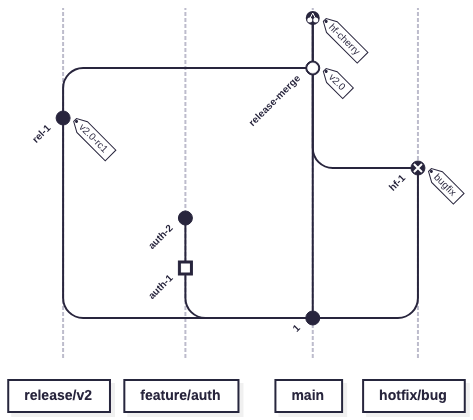 hf-cherry
release-merge
v2.0
rel-1
v2.0-rc1
hf-1
bugfix
auth-2
auth-1
1
release/v2
feature/auth
main
hotfix/bug